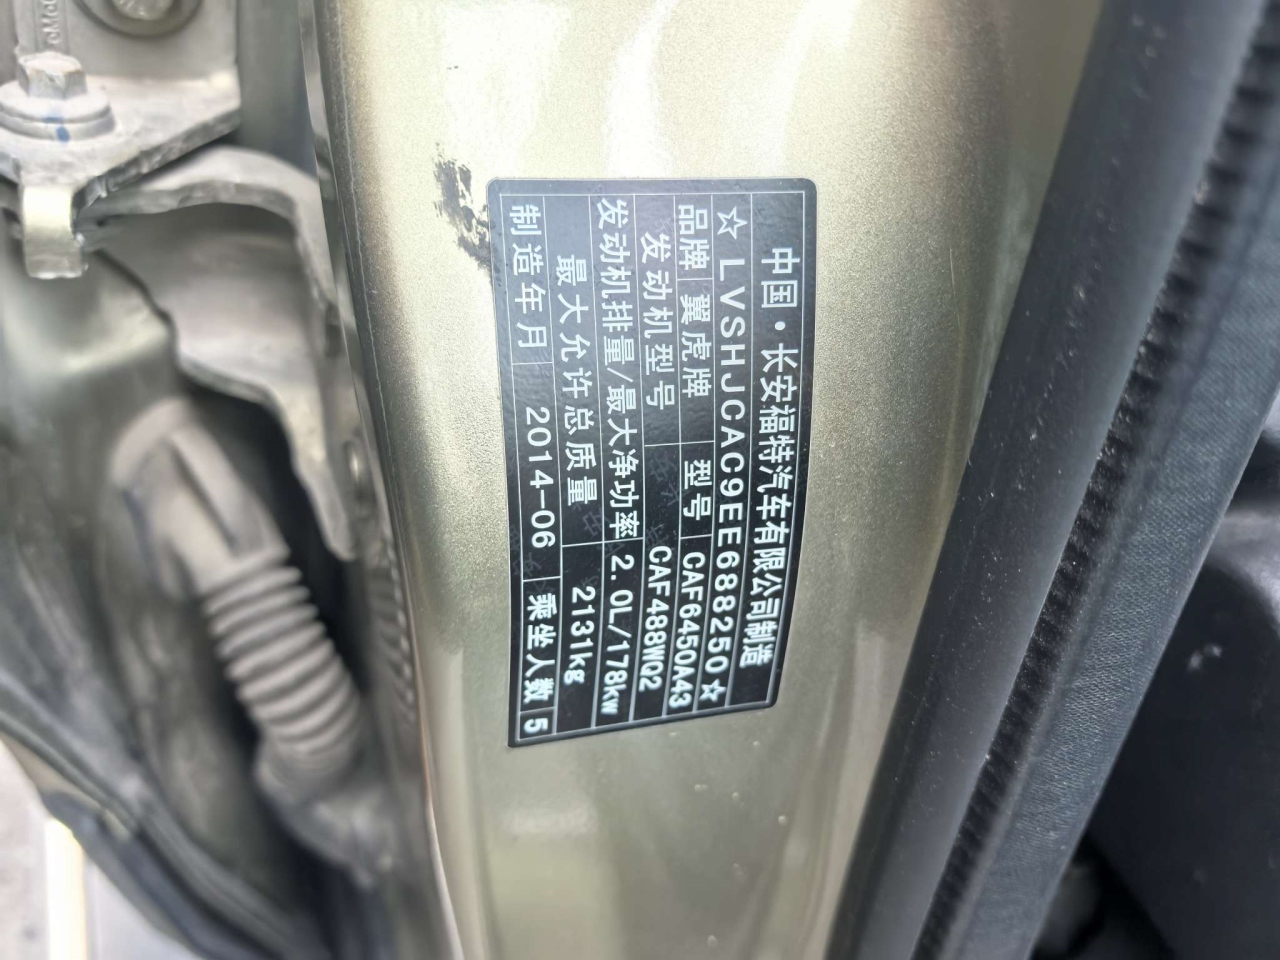 中国·长安福特汽车有限公司制造
☆LVSHJCAC9EE688250☆
品牌 翼虎牌 型号 CAF6450A43
发动机型号 CAF488WQ2
发动机排量/最大净功率 2.0L/178kw
最大允许总质量 2131kg
制造年月 2014-06 乘坐人数 5